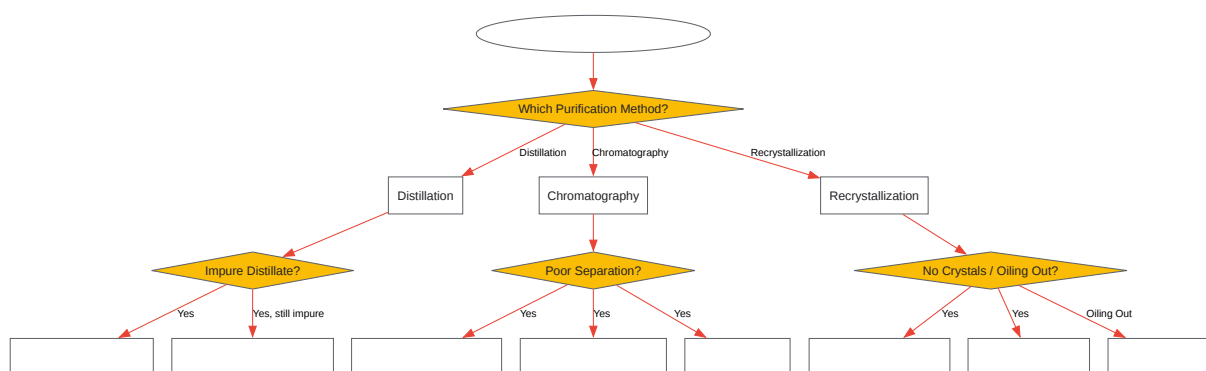 Which Purification Method?
Distillation
Chromatography
Recrystallization
Distillation
Chromatography
Recrystallization
Impure Distillate?
Poor Separation?
No Crystals / Oiling Out?
Yes
Yes, still impure
Yes
Yes
Yes
Yes
Yes
Oiling Out